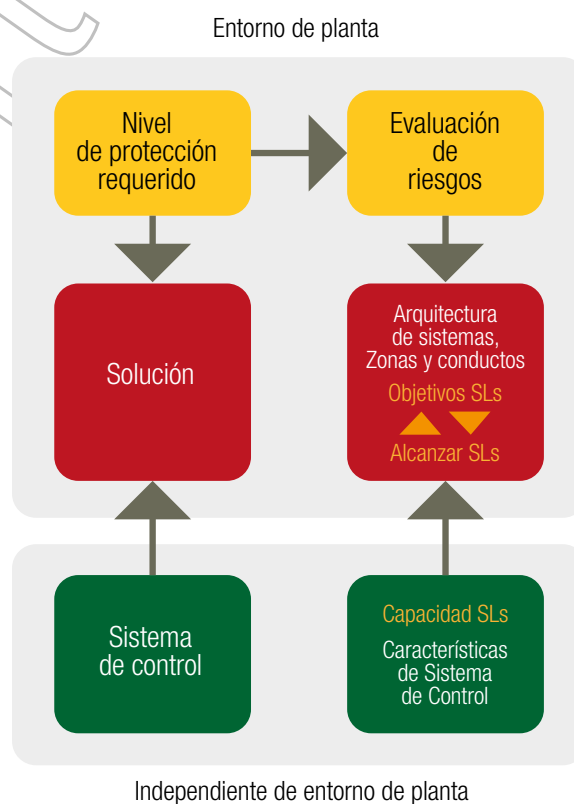 Entorno de planta
Nivel
de protección
requerido
Evaluación
de
riesgos
Solución
Arquitectura
de sistemas,
Zonas y conductos
Objetivos SLs
Alcanzar SLs
Sistema
de control
Capacidad SLs
Características
de Sistema
de Control
Independiente de entorno de planta